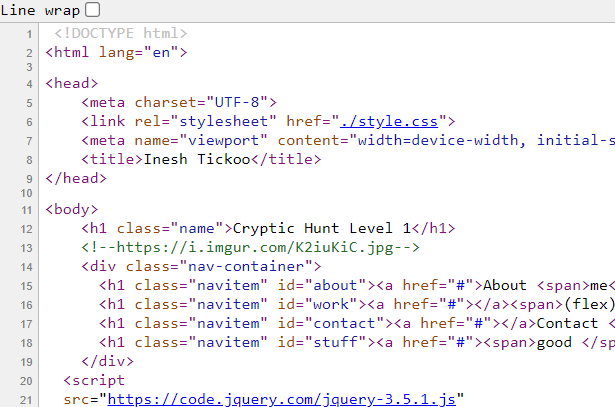 Line wrap
1 <!DOCTYPE html>
2 <html lang="en">
3
4 <head>
5 <meta charset="UTF-8">
6 <link rel="stylesheet" href="./style.css">
7 <meta name="viewport" content="width=device-width, initial-s
8 <title>Inesh Tickoo</title>
9 </head>
10
11 <body>
12 <h1 class="name">Cryptic Hunt Level 1</h1>
13 <!--https://i.imgur.com/K2iuKiC.jpg-->
14 <div class="nav-container">
15 <h1 class="navitem" id="about"><a href="#">About <span>me<
16 <h1 class="navitem" id="work"><a href="#"></a><span>(flex)
17 <h1 class="navitem" id="contact"><a href="#"></a>Contact <
18 <h1 class="navitem" id="stuff"><a href="#"><span>good </sp
19 </div>
20 <script
21 src="https://code.jquery.com/jquery-3.5.1.js"